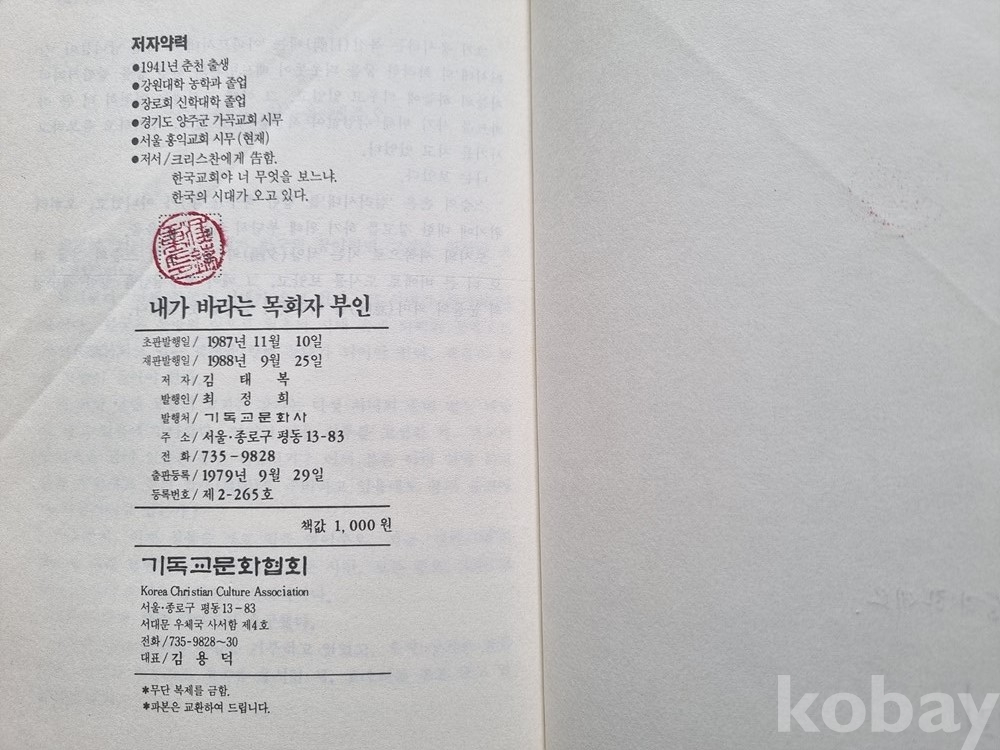 저자약력
●1941년 춘천 출생
●강원대학 농학과 졸업
●장로회 신학대학 졸업
●경기도 양주군 가곡교회 시무
●서울 홍익교회 시무 (현재)
●저서/크리스찬에게 告함.
한국교회야 너 무엇을 보느냐.
한국의 시대가 오고 있다.
내가 바라는 목회자 부인
초판발행일/ 1987년 11월 10일
재판발행일/ 1988년 9월 25일
저 자/ 김 태 복
발행인/ 최 정 희
발행처/ 기독교문화사
주 소/ 서울·종로구 평동 13-83
전 화/ 735-9828
출판등록/ 1979년 9월 29일
등록번호/ 제 2-265호
책값 1,000원
기독교문화협회
Korea Christian Culture Association
서울·종로구 평동 13-83
서대문 우체국 사서함 제4호
전화/735-9828~30
대표/김 용 덕
*무단 복제를 금함.
*파본은 교환하여 드립니다.
kobay